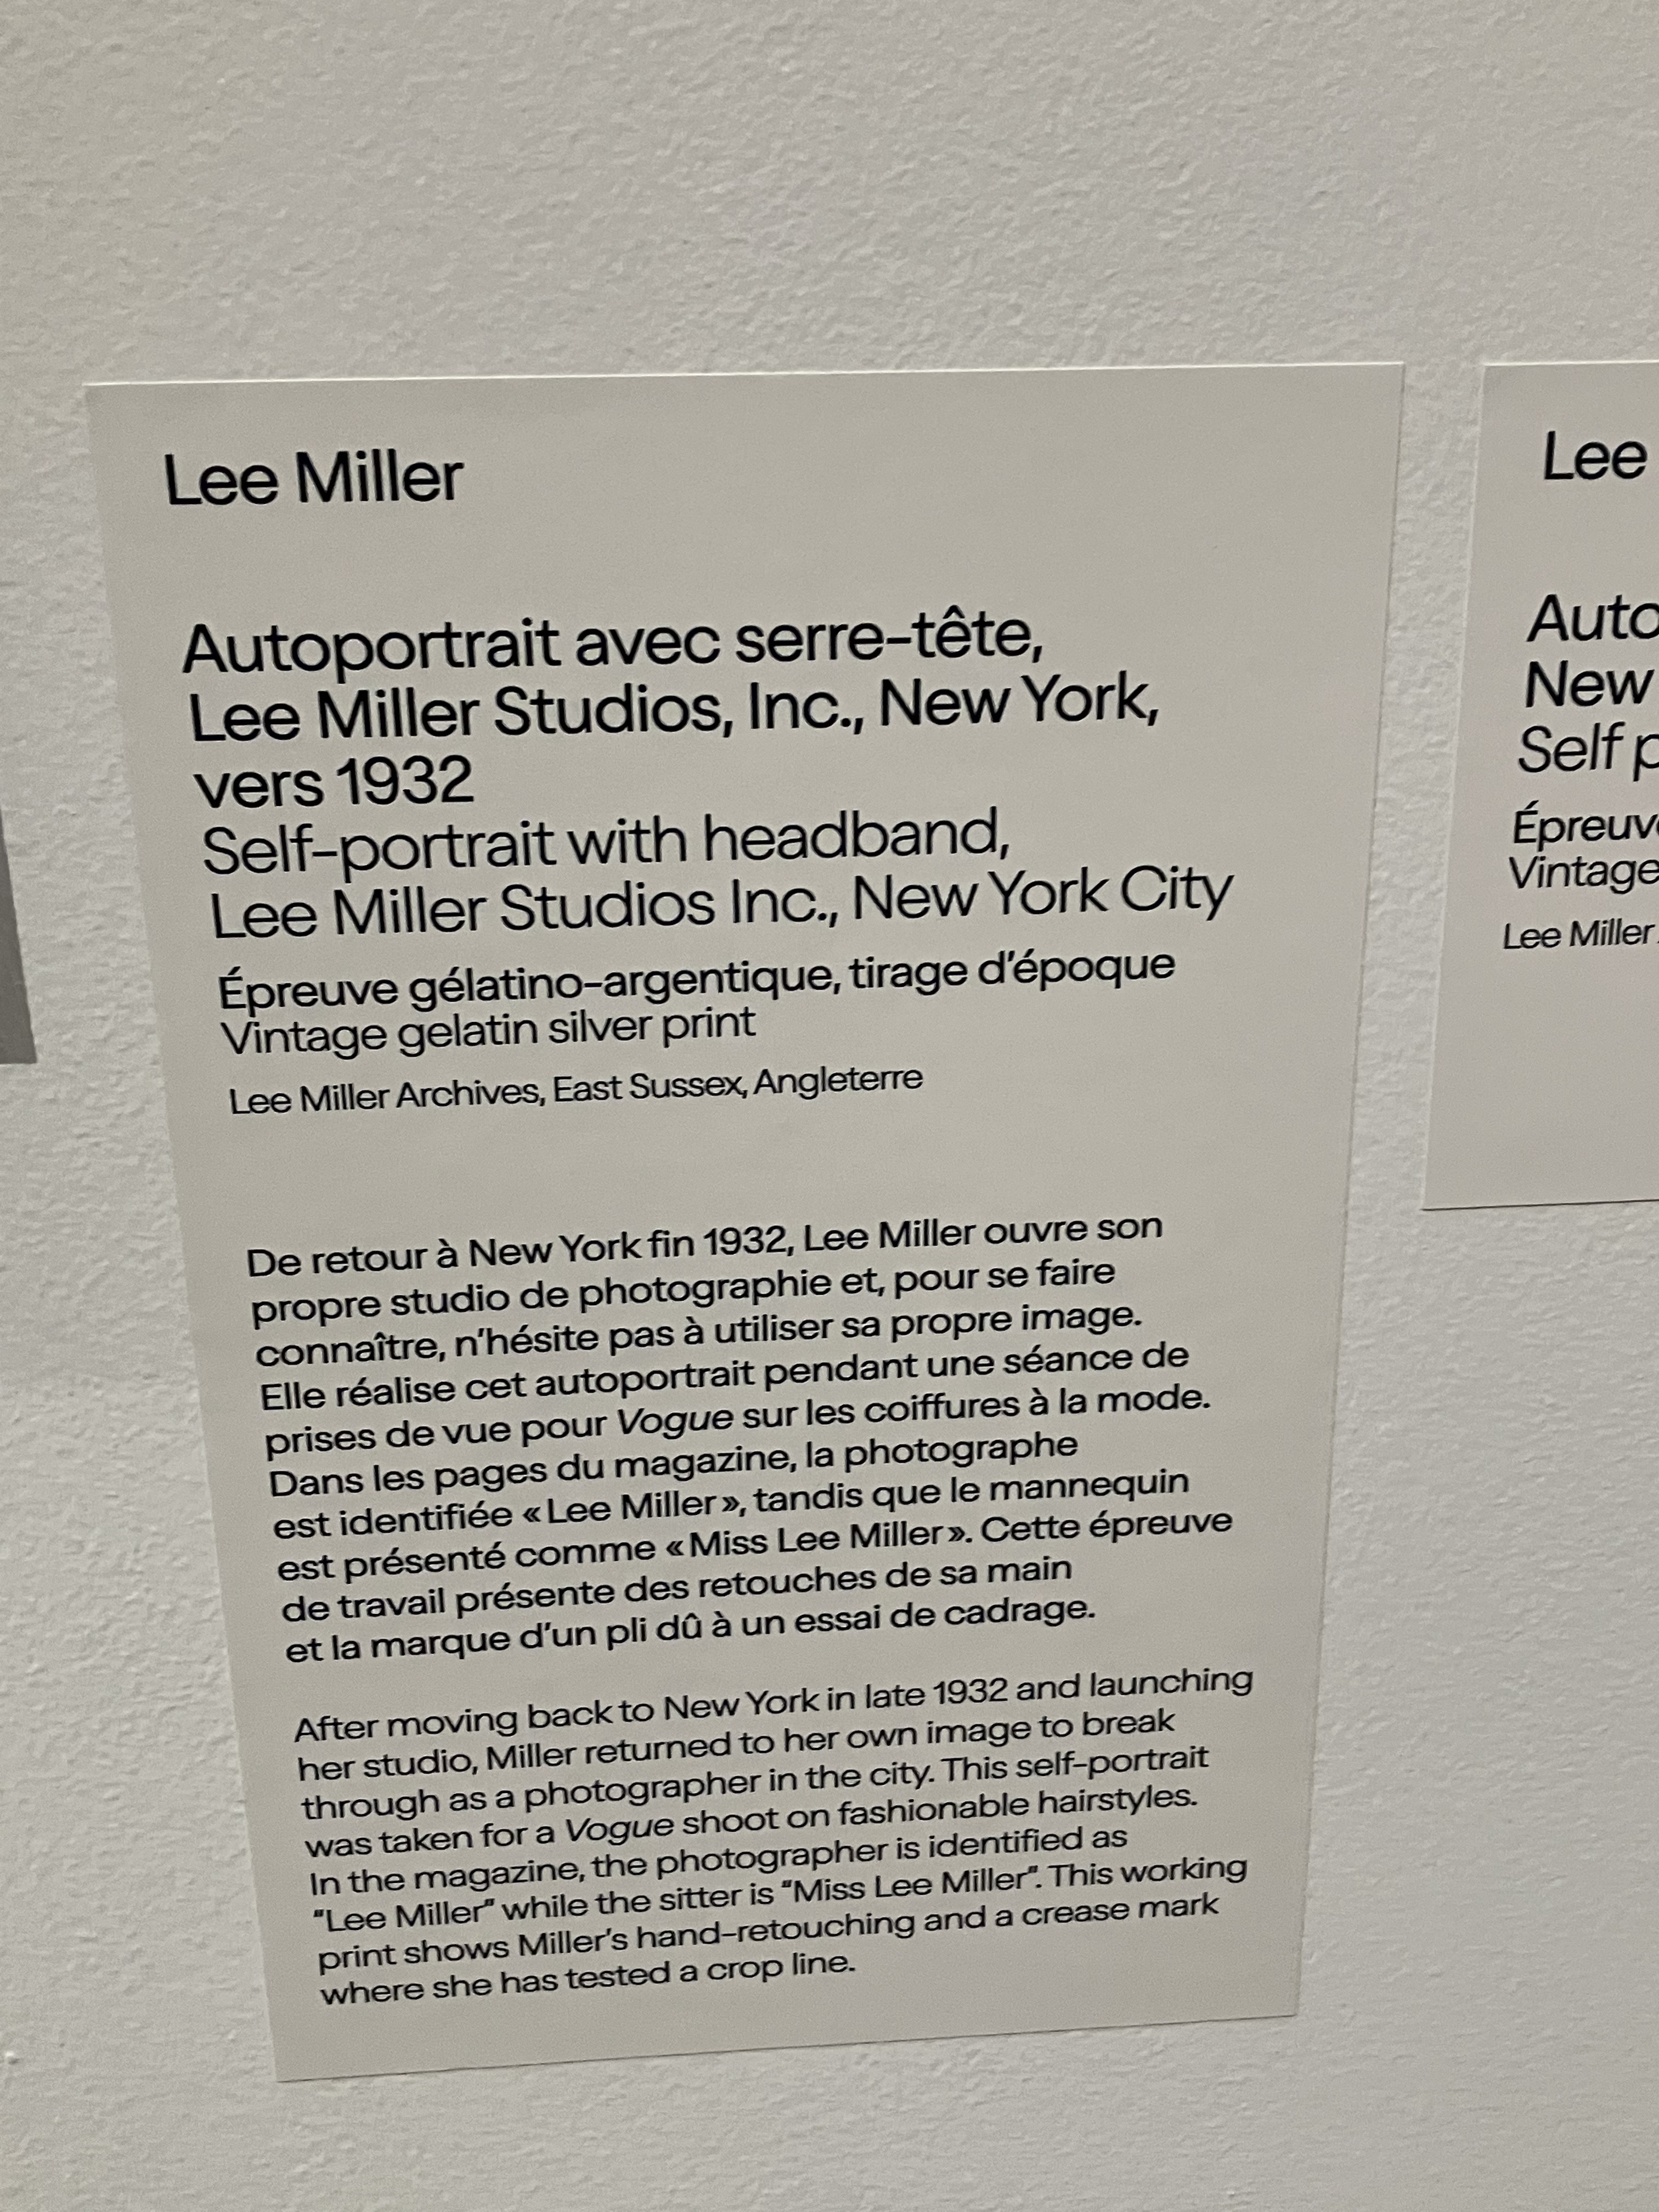 Lee Miller
Autoportrait avec serre-tête,
Lee Miller Studios, Inc., New York,
vers 1932
Self-portrait with headband,
Lee Miller Studios Inc., New York City
Épreuve gélatino-argentique, tirage d’époque
Vintage gelatin silver print
Lee Miller Archives, East Sussex, Angleterre
De retour à New York fin 1932, Lee Miller ouvre son
propre studio de photographie et, pour se faire
connaître, n’hésite pas à utiliser sa propre image.
Elle réalise cet autoportrait pendant une séance de
prises de vue pour Vogue sur les coiffures à la mode.
Dans les pages du magazine, la photographe
est identifiée « Lee Miller », tandis que le mannequin
est présenté comme « Miss Lee Miller ». Cette épreuve
de travail présente des retouches de sa main
et la marque d’un pli dû à un essai de cadrage.
After moving back to New York in late 1932 and launching
her studio, Miller returned to her own image to break
through as a photographer in the city. This self-portrait
was taken for a Vogue shoot on fashionable hairstyles.
In the magazine, the photographer is identified as
“Lee Miller” while the sitter is “Miss Lee Miller”. This working
print shows Miller’s hand-retouching and a crease mark
where she has tested a crop line.
Lee
New
Self
Vintage
Lee Miller